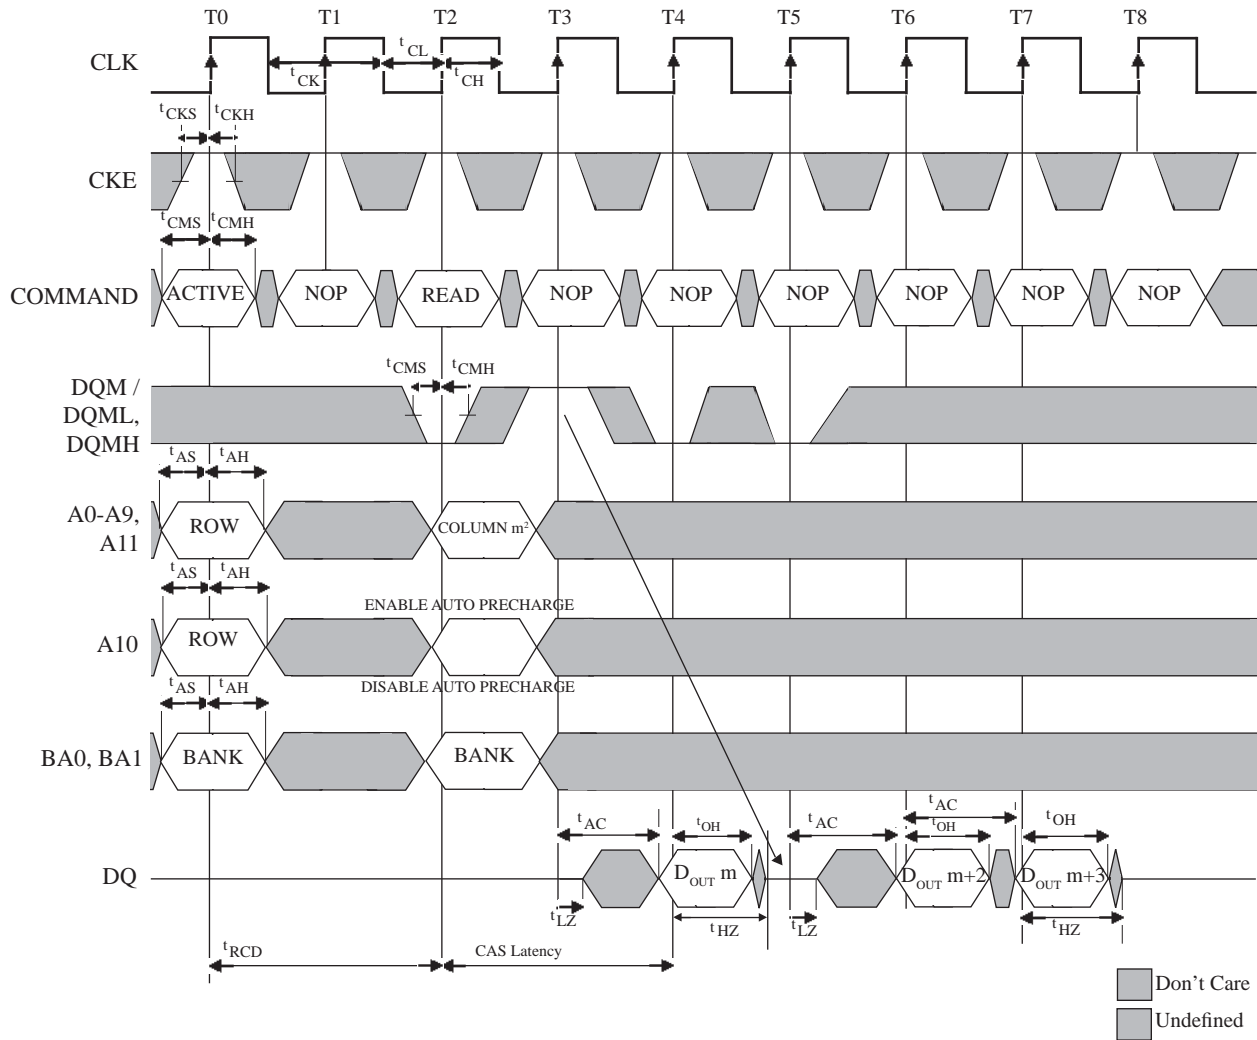 T0 T1 T2 T3 T4 T5 T6 T7 T8
CLK
tCK
tCL
tCH
tCKS tCKH
CKE
tCMS tCMH
COMMAND
ACTIVE NOP READ NOP NOP NOP NOP NOP NOP
tCMS tCMH
DQM /
DQML,
DQMH
tAS tAH
A0-A9,
A11
ROW COLUMN m²
tAS tAH
ENABLE AUTO PRECHARGE
A10
ROW
DISABLE AUTO PRECHARGE
tAS tAH
BA0, BA1
BANK BANK
tAC tOH tAC tAC tOH tOH
DQ
DOUT m DOUT m+2 DOUT m+3
tLZ tHZ tLZ tHZ
tRCD CAS Latency
Don't Care
Undefined